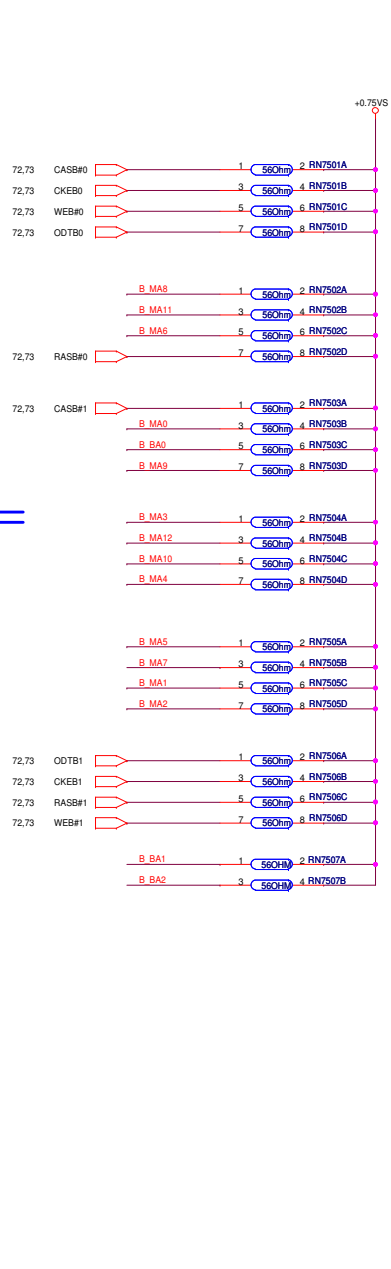 +0.75VS
72,73 CASB#0 1 56Ohm 2 RN7501A
72,73 CKEB0 3 56Ohm 4 RN7501B
72,73 WEB#0 5 56Ohm 6 RN7501C
72,73 ODTB0 7 56Ohm 8 RN7501D
B_MA8 1 56Ohm 2 RN7502A
B_MA11 3 56Ohm 4 RN7502B
B_MA6 5 56Ohm 6 RN7502C
72,73 RASB#0 7 56Ohm 8 RN7502D
72,73 CASB#1 1 56Ohm 2 RN7503A
B_MA0 3 56Ohm 4 RN7503B
B_BA0 5 56Ohm 6 RN7503C
B_MA9 7 56Ohm 8 RN7503D
B_MA3 1 56Ohm 2 RN7504A
B_MA12 3 56Ohm 4 RN7504B
B_MA10 5 56Ohm 6 RN7504C
B_MA4 7 56Ohm 8 RN7504D
B_MA5 1 56Ohm 2 RN7505A
B_MA7 3 56Ohm 4 RN7505B
B_MA1 5 56Ohm 6 RN7505C
B_MA2 7 56Ohm 8 RN7505D
72,73 ODTB1 1 56Ohm 2 RN7506A
72,73 CKEB1 3 56Ohm 4 RN7506B
72,73 RASB#1 5 56Ohm 6 RN7506C
72,73 WEB#1 7 56Ohm 8 RN7506D
B_BA1 1 56OHM 2 RN7507A
B_BA2 3 56OHM 4 RN7507B